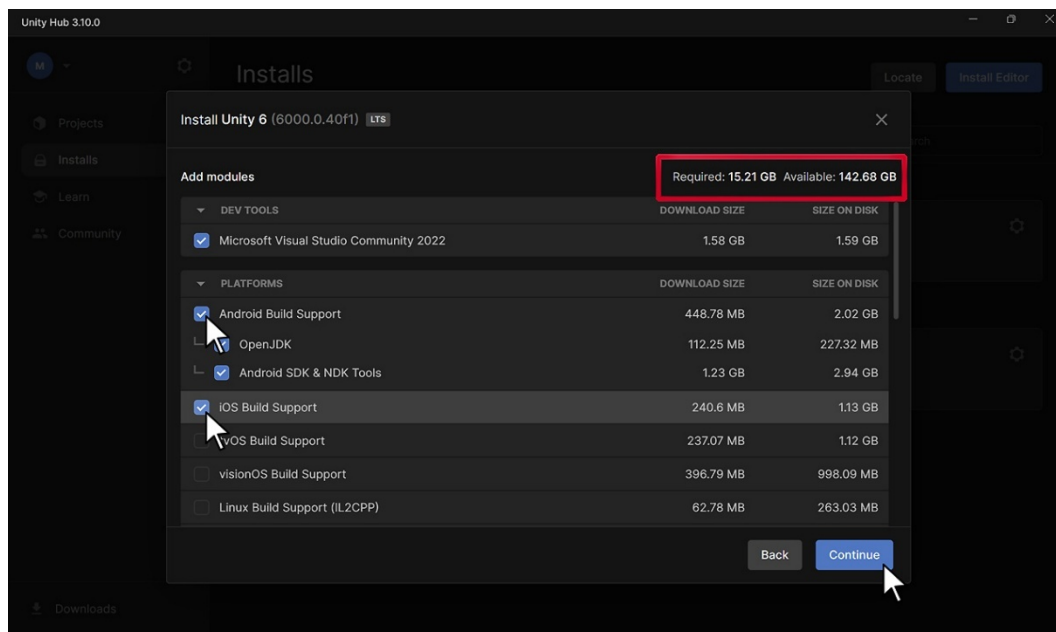 Unity Hub 3.10.0
M
Installs
Locate
Install Editor
Projects
Installs
Learn
Community
Downloads
Install Unity 6 (6000.0.40f1) LTS
Add modules
Required: 15.21 GB Available: 142.68 GB
DEV TOOLS DOWNLOAD SIZE SIZE ON DISK
Microsoft Visual Studio Community 2022 1.58 GB 1.59 GB
PLATFORMS DOWNLOAD SIZE SIZE ON DISK
Android Build Support 448.78 MB 2.02 GB
OpenJDK 112.25 MB 227.32 MB
Android SDK & NDK Tools 1.23 GB 2.94 GB
iOS Build Support 240.6 MB 1.13 GB
Build Support 237.07 MB 1.12 GB
visionOS Build Support 396.79 MB 998.09 MB
Linux Build Support (IL2CPP) 62.78 MB 263.03 MB
Back Continue